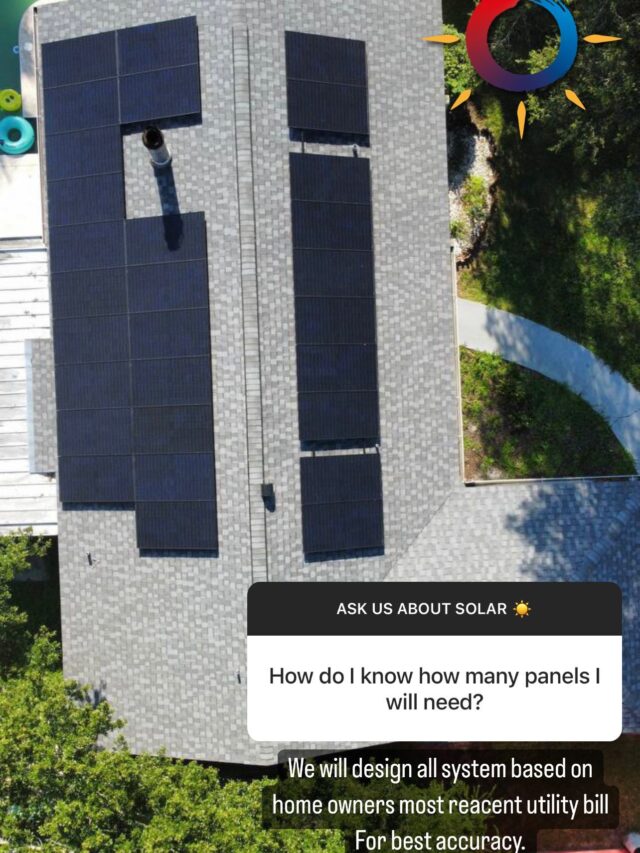 ASK US ABOUT SOLAR ☀️
How do I know how many panels I
will need?
We will design all system based on
home owners most reacent utility bill
For best accuracy.